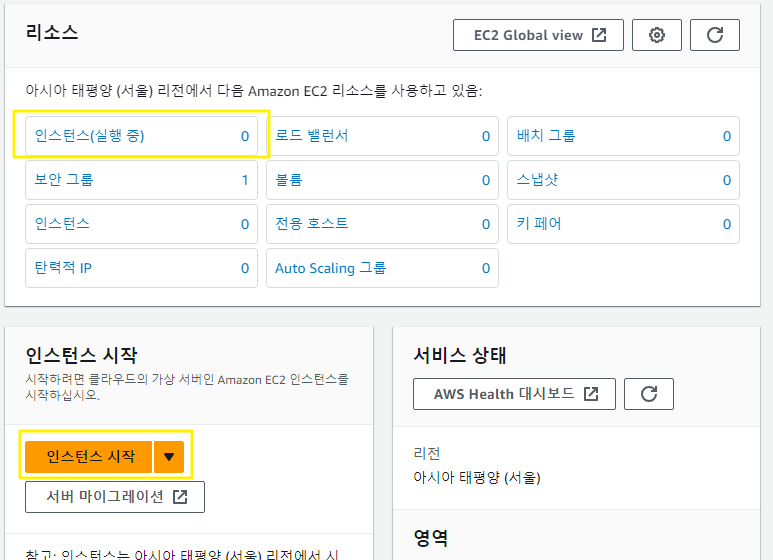 리소스
EC2 Global view
아시아 태평양 (서울) 리전에서 다음 Amazon EC2 리소스를 사용하고 있음:
인스턴스(실행 중) 0
로드 밸런서 0
배치 그룹 0
보안 그룹 1
볼륨 0
스냅샷 0
인스턴스 0
전용 호스트 0
키 페어 0
탄력적 IP 0
Auto Scaling 그룹 0
인스턴스 시작
시작하려면 클라우드의 가상 서버인 Amazon EC2 인스턴스를
시작하십시오.
인스턴스 시작
서버 마이그레이션
참고: 인스턴스는 아시아 태평양 (서울) 리전에서 시
서비스 상태
AWS Health 대시보드
리전
아시아 태평양 (서울)
영역